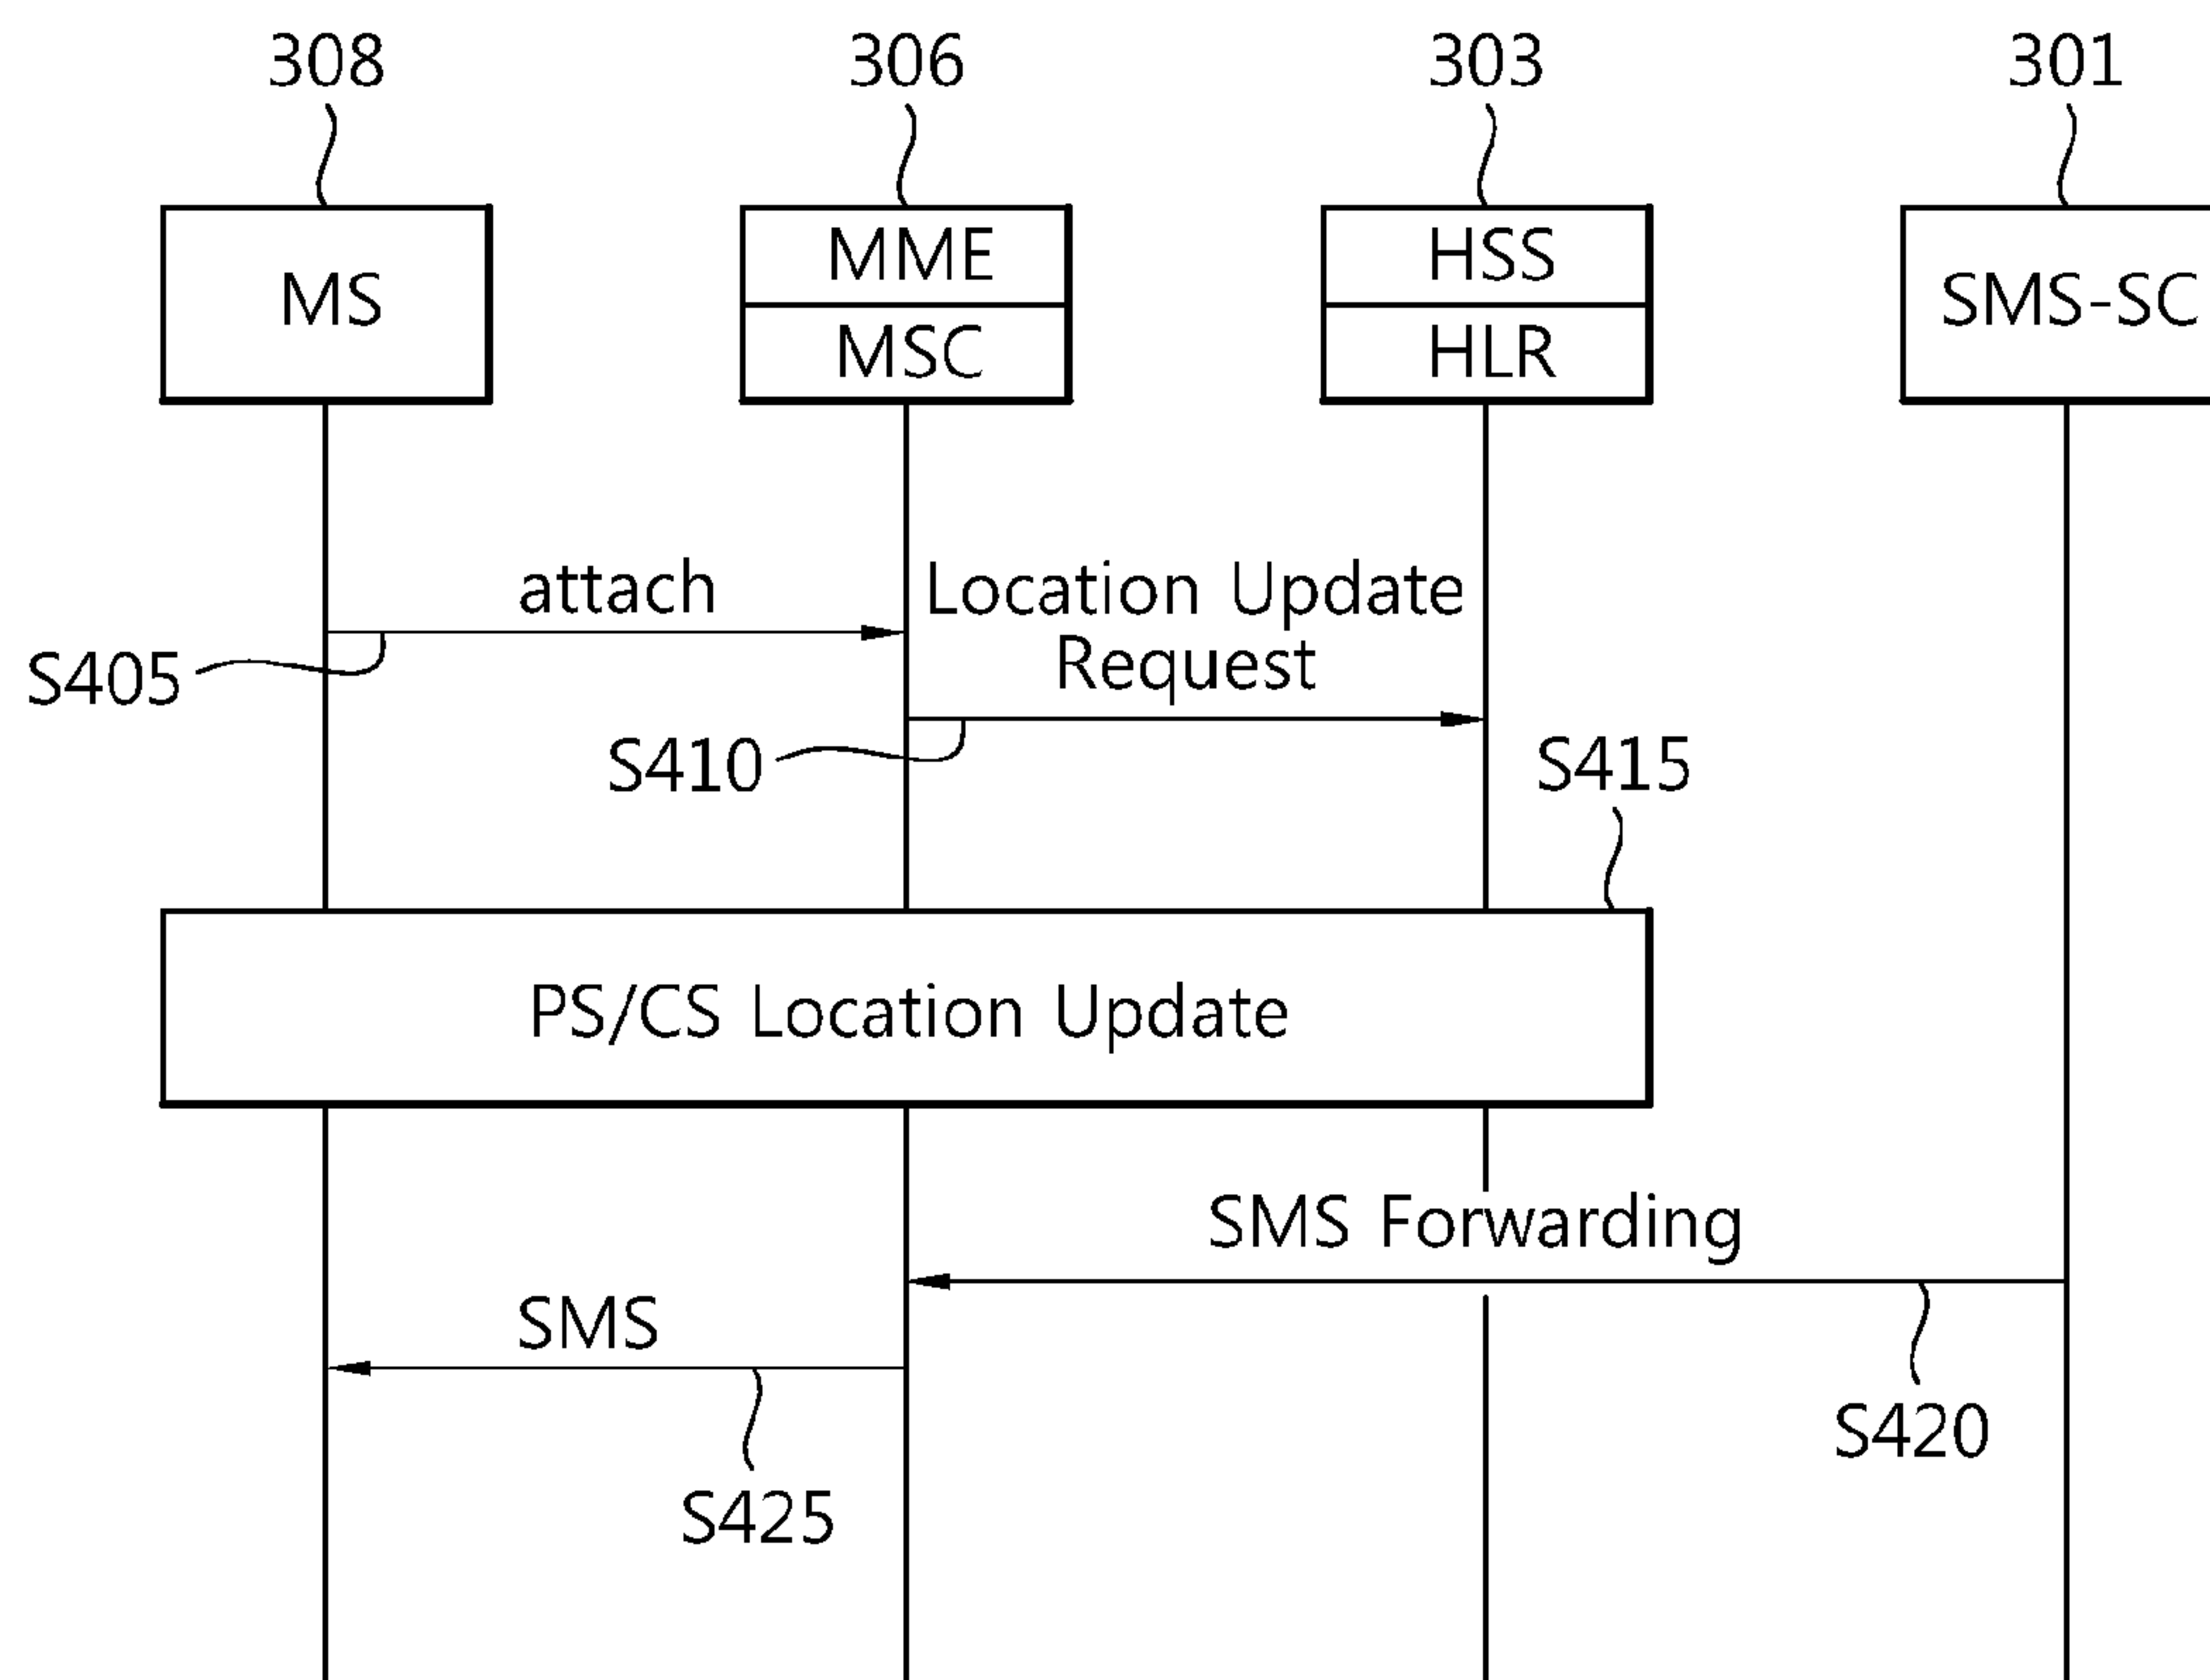 308
306
303
301
MS
MME
MSC
HSS
HLR
SMS-SC
attach
Location Update
Request
S405
S410
S415
PS/CS Location Update
SMS Forwarding
SMS
S420
S425